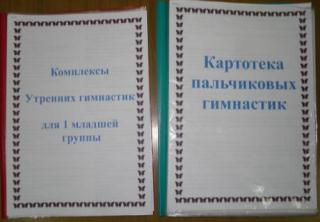 Комплексы
Утренних гимнастик
для 1 младшей
группы
Картотека
пальчиковых
гимнастик